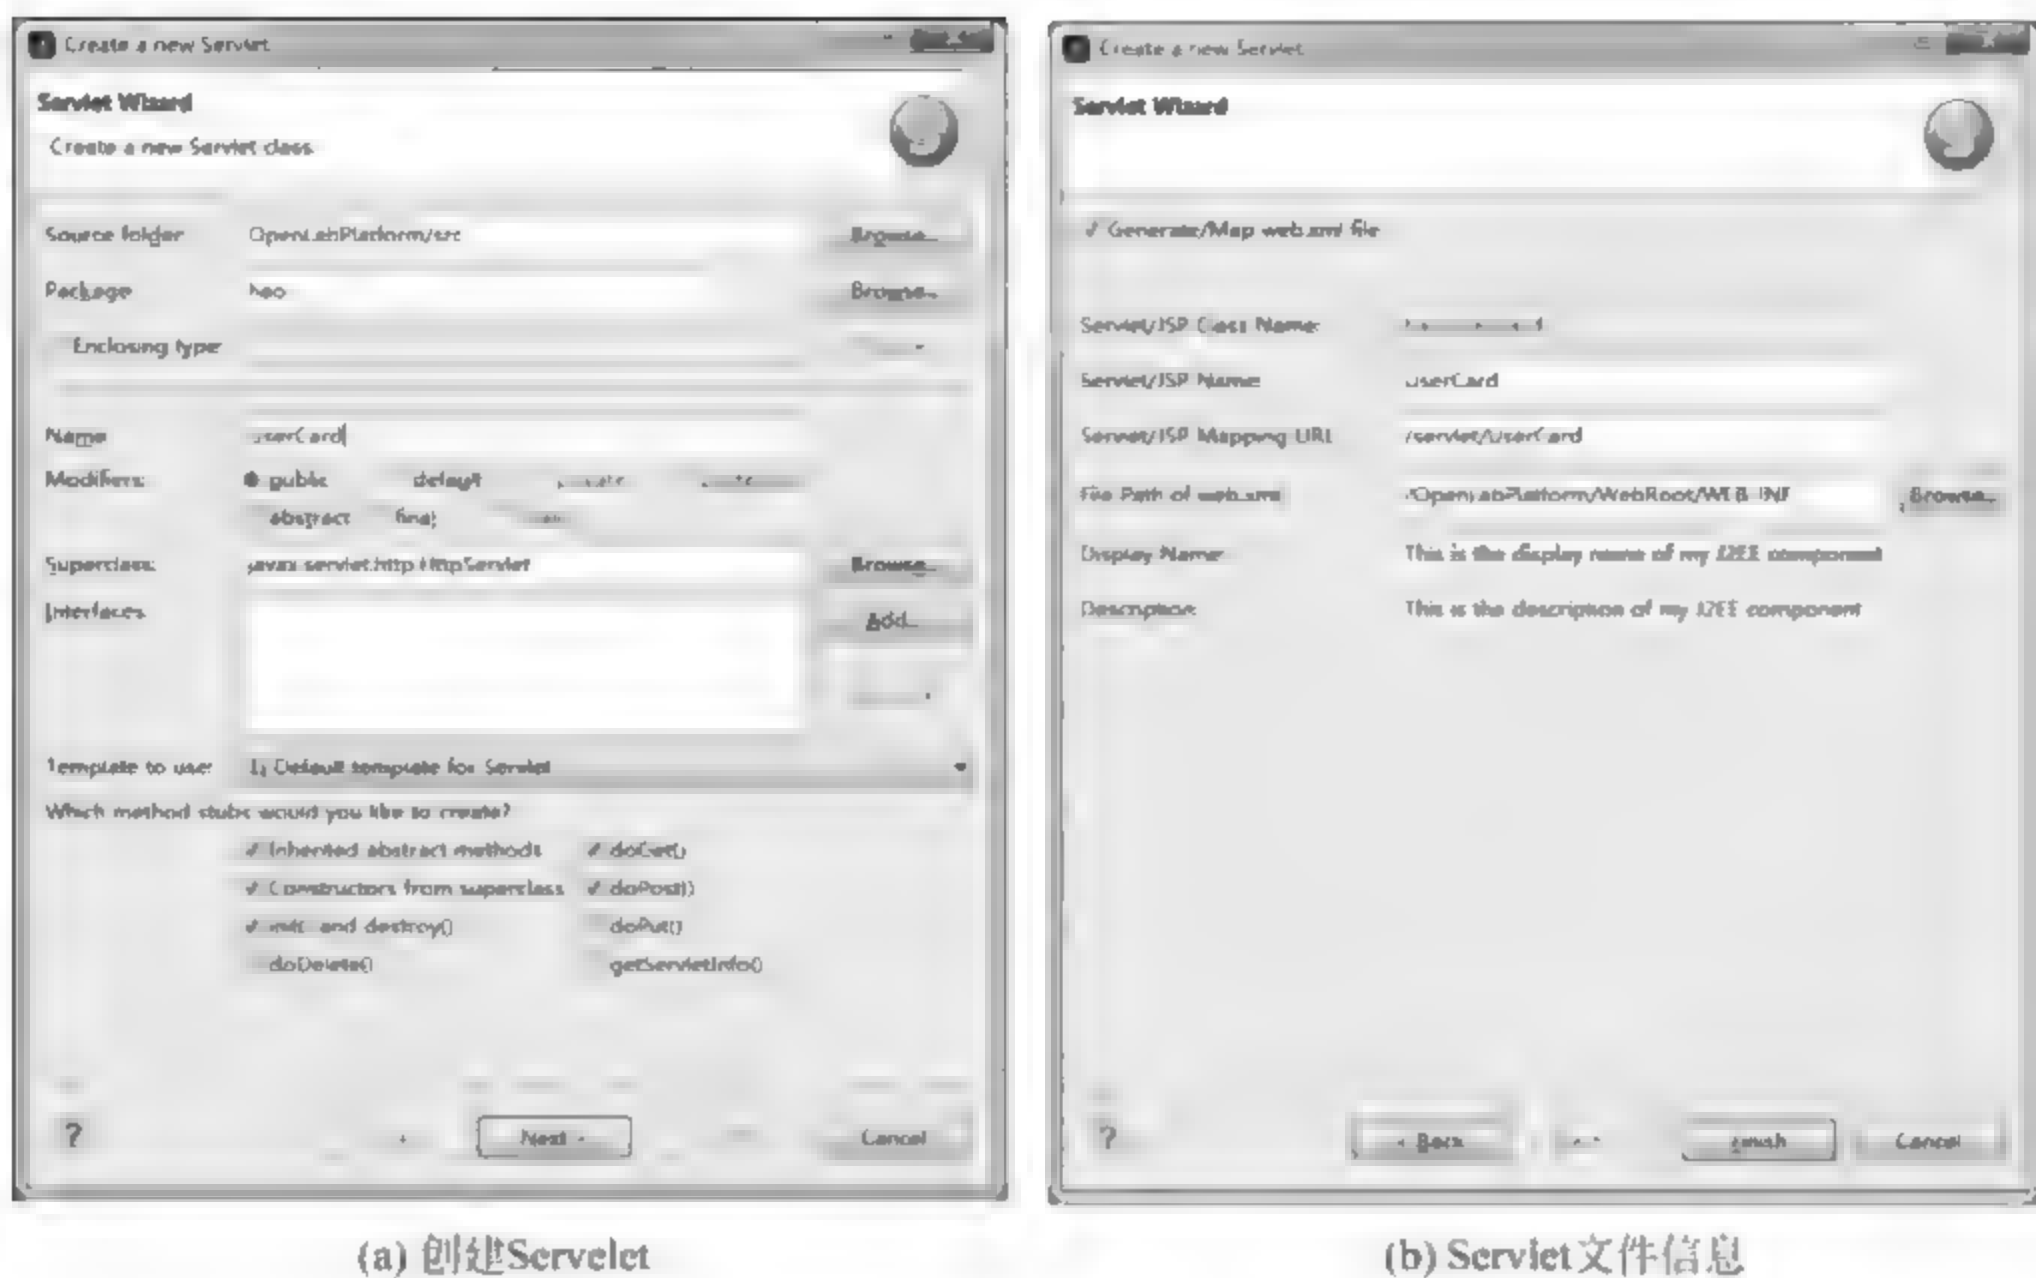 Create a new Servlet
Servlet Wizard
Create a new Servlet class.
Source folder: OpenLabPlatform/src Browse...
Package: hao Browse...
Enclosing type:
Name: UserCard
Modifiers: public default
abstract final
Superclass: javax.servlet.http.HttpServlet Browse...
Interfaces: Add...
Template to use: 1) Default template for Servlet
Which method stubs would you like to create?
Inherited abstract methods doGet()
Constructors from superclass doPost()
init() and destroy() doPut()
doDelete() getServletInfo()
? Next > Cancel
(a) 创建Servelet
Create a new Servlet
Servlet Wizard
Generate/Map web.xml file
Servlet/JSP Class Name:
Servlet/JSP Name: UserCard
Servlet/JSP Mapping URL: /servlet/UserCard
File Path of web.xml: /OpenLabPlatform/WebRoot/WEB-INF Browse...
Display Name: This is the display name of my J2EE component
Description: This is the description of my J2EE component
? < Back Finish Cancel
(b) Servlet文件信息